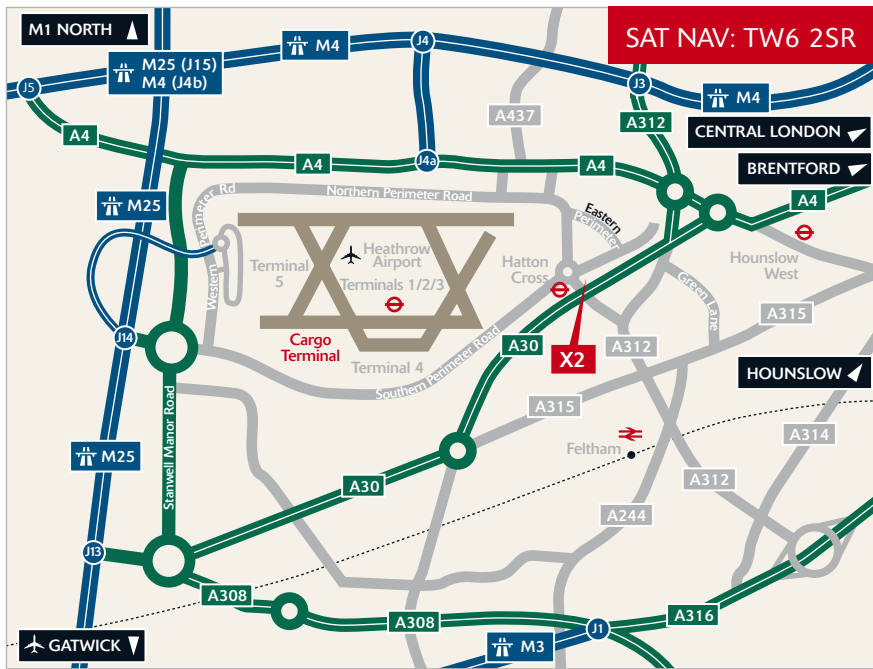 M1 NORTH
SAT NAV: TW6 2SR
J4
M4
M25 (J15)
M4 (J4b)
J5
J3
M4
A437
A312
CENTRAL LONDON
A4
A4
J4a
A4
BRENTFORD
A4
M25
Western
Perimeter Rd
Northern Perimeter Road
Eastern
Perimeter
Terminal
5
Heathrow
Airport
Terminals 1/2/3
Hatton
Cross
Hounslow
West
Green Lane
A315
J14
Cargo
Terminal
Terminal 4
Southern Perimeter Road
A30
X2
A312
HOUNSLOW
Stanwell Manor Road
A315
A314
M25
Feltham
A30
A312
A244
J13
A308
A308
J1
A316
GATWICK
M3